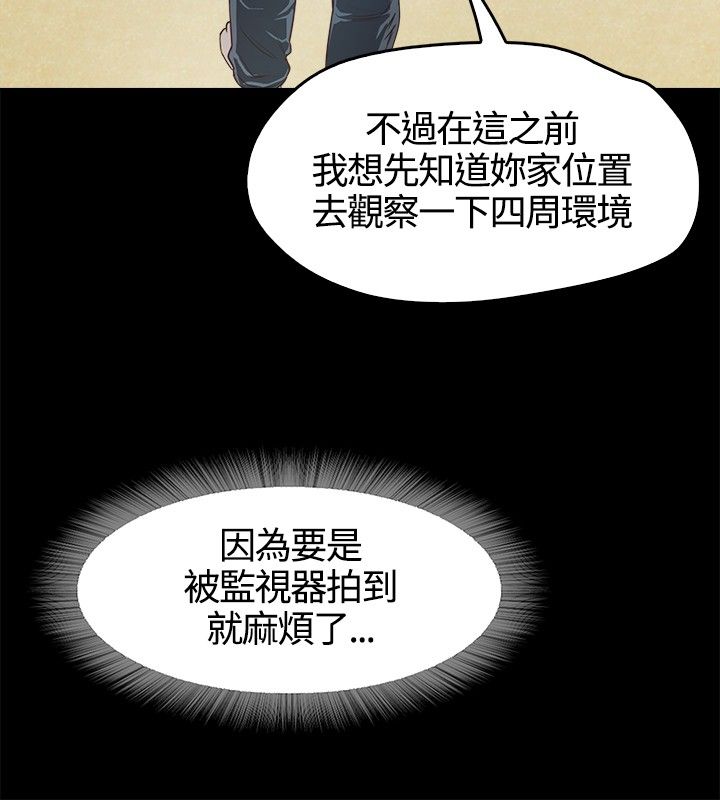 不過在這之前
我想先知道妳家位置
去觀察一下四周環境
因為要是
被監視器拍到
就麻煩了...